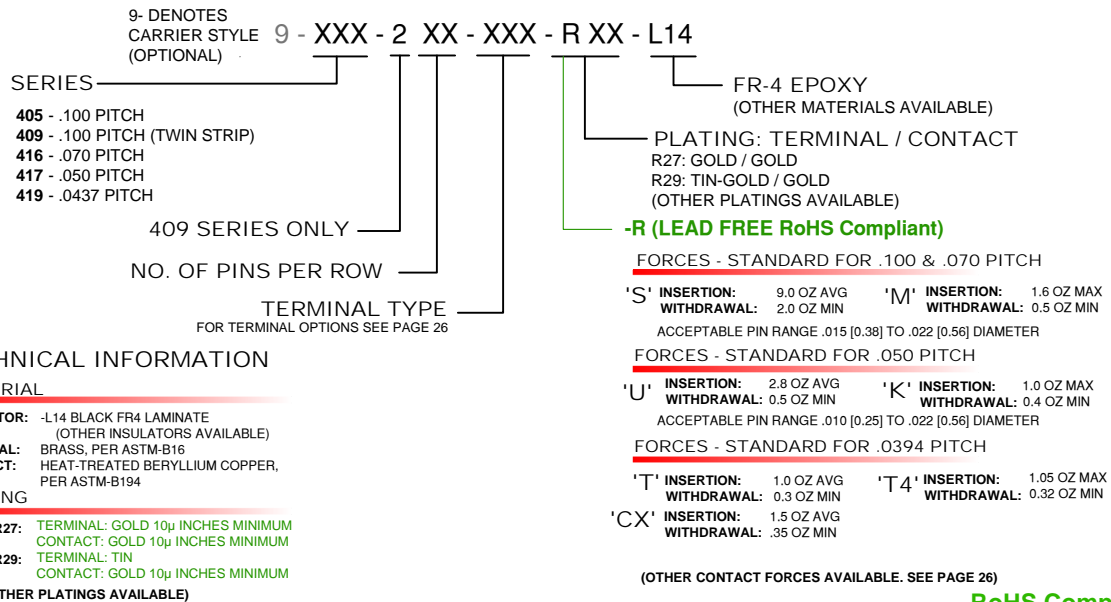 9- DENOTES
CARRIER STYLE
(OPTIONAL)
9 - XXX - 2 XX - XXX - R XX - L14
SERIES
405 - .100 PITCH
409 - .100 PITCH (TWIN STRIP)
416 - .070 PITCH
417 - .050 PITCH
419 - .0437 PITCH
409 SERIES ONLY
NO. OF PINS PER ROW
TERMINAL TYPE
FOR TERMINAL OPTIONS SEE PAGE 26
FR-4 EPOXY
(OTHER MATERIALS AVAILABLE)
PLATING: TERMINAL / CONTACT
R27: GOLD / GOLD
R29: TIN-GOLD / GOLD
(OTHER PLATINGS AVAILABLE)
-R (LEAD FREE RoHS Compliant)
HNICAL INFORMATION
RIAL
TOR: -L14 BLACK FR4 LAMINATE
(OTHER INSULATORS AVAILABLE)
AL: BRASS, PER ASTM-B16
CT: HEAT-TREATED BERYLLIUM COPPER,
PER ASTM-B194
NG
R27: TERMINAL: GOLD 10µ INCHES MINIMUM
CONTACT: GOLD 10µ INCHES MINIMUM
R29: TERMINAL: TIN
CONTACT: GOLD 10µ INCHES MINIMUM
THER PLATINGS AVAILABLE)
FORCES - STANDARD FOR .100 & .070 PITCH
'S' INSERTION: 9.0 OZ AVG
WITHDRAWAL: 2.0 OZ MIN
'M' INSERTION: 1.6 OZ MAX
WITHDRAWAL: 0.5 OZ MIN
ACCEPTABLE PIN RANGE .015 [0.38] TO .022 [0.56] DIAMETER
FORCES - STANDARD FOR .050 PITCH
'U' INSERTION: 2.8 OZ AVG
WITHDRAWAL: 0.5 OZ MIN
'K' INSERTION: 1.0 OZ MAX
WITHDRAWAL: 0.4 OZ MIN
ACCEPTABLE PIN RANGE .010 [0.25] TO .022 [0.56] DIAMETER
FORCES - STANDARD FOR .0394 PITCH
'T' INSERTION: 1.0 OZ AVG
WITHDRAWAL: 0.3 OZ MIN
'T4' INSERTION: 1.05 OZ MAX
WITHDRAWAL: 0.32 OZ MIN
'CX' INSERTION: 1.5 OZ AVG
WITHDRAWAL: .35 OZ MIN
(OTHER CONTACT FORCES AVAILABLE. SEE PAGE 26)